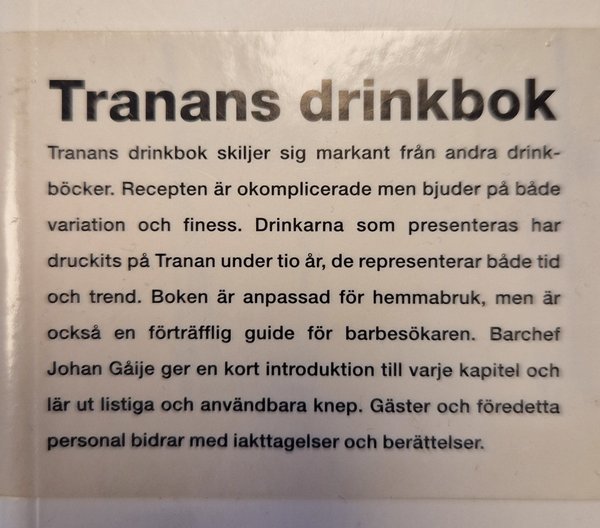 Tranans drinkbok
Tranans drinkbok skiljer sig markant från andra drink-
böcker. Recepten är okomplicerade men bjuder på både
variation och finess. Drinkarna som presenteras har
druckits på Tranan under tio år, de representerar både tid
och trend. Boken är anpassad för hemmabruk, men är
också en förträfflig guide för barbesökaren. Barchef
Johan Gåije ger en kort introduktion till varje kapitel och
lär ut listiga och användbara knep. Gäster och föredetta
personal bidrar med iakttagelser och berättelser.